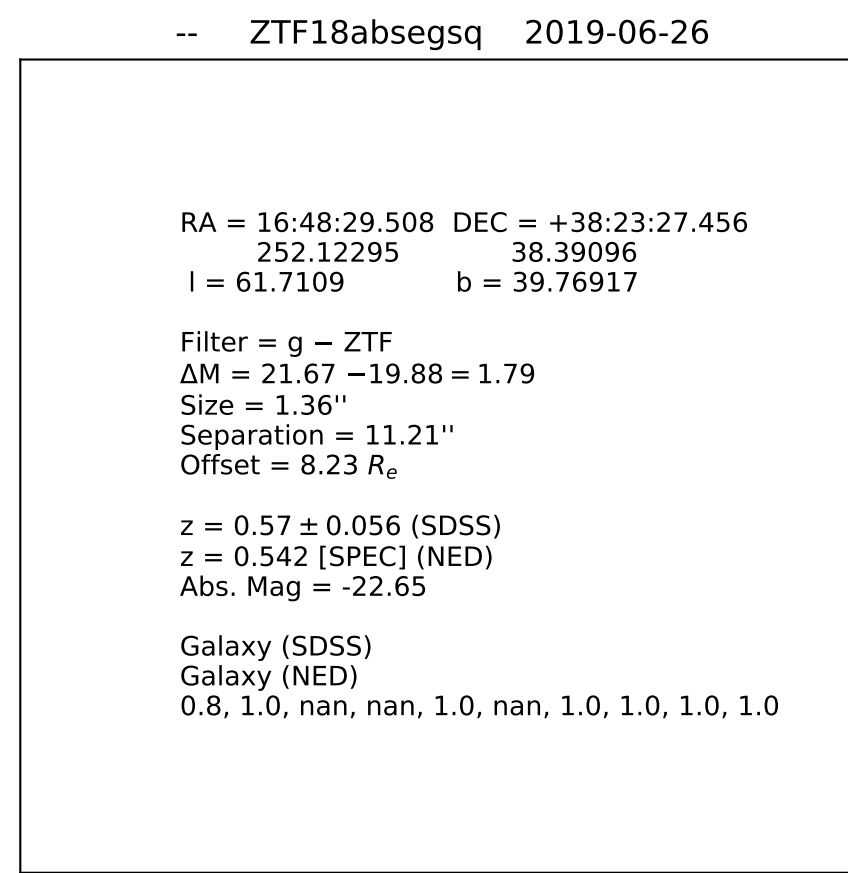 -- ZTF18absegsq 2019-06-26
RA = 16:48:29.508 DEC = +38:23:27.456
252.12295 38.39096
l = 61.7109 b = 39.76917
Filter = g − ZTF
ΔM = 21.67 −19.88 = 1.79
Size = 1.36''
Separation = 11.21''
Offset = 8.23 Re
z = 0.57 ± 0.056 (SDSS)
z = 0.542 [SPEC] (NED)
Abs. Mag = -22.65
Galaxy (SDSS)
Galaxy (NED)
0.8, 1.0, nan, nan, 1.0, nan, 1.0, 1.0, 1.0, 1.0